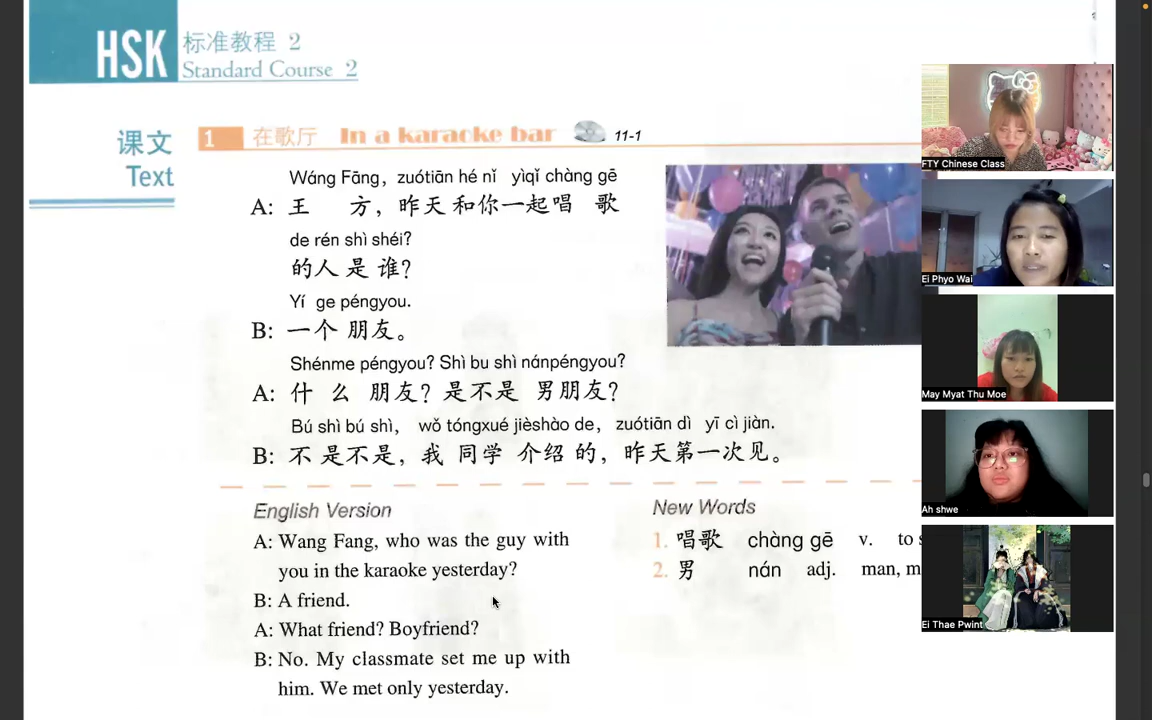 HSK 标准教程 2
Standard Course 2
课文
Text
1 在歌厅 In a karaoke bar 11-1
Wáng Fāng, zuótiān hé nǐ yìqǐ chàng gē
A: 王 方，昨天 和你一起唱 歌
de rén shì shéi?
的人 是 谁？
Yí ge péngyou.
B: 一个 朋友。
Shénme péngyou? Shì bu shì nánpéngyou?
A: 什 么 朋友？是不是 男朋友？
Bú shì bú shì, wǒ tóngxué jièshào de, zuótiān dì yī cì jiàn.
B: 不 是不是，我 同学 介绍 的，昨天第一次见。
English Version
A: Wang Fang, who was the guy with
you in the karaoke yesterday?
B: A friend.
A: What friend? Boyfriend?
B: No. My classmate set me up with
him. We met only yesterday.
New Words
1. 唱歌 chàng gē v. to
2. 男 nán adj. man,
FTY Chinese Class
Ei Phyo Wai
May Myat Thu Moe
Ah shwe
Ei Thae Pwint